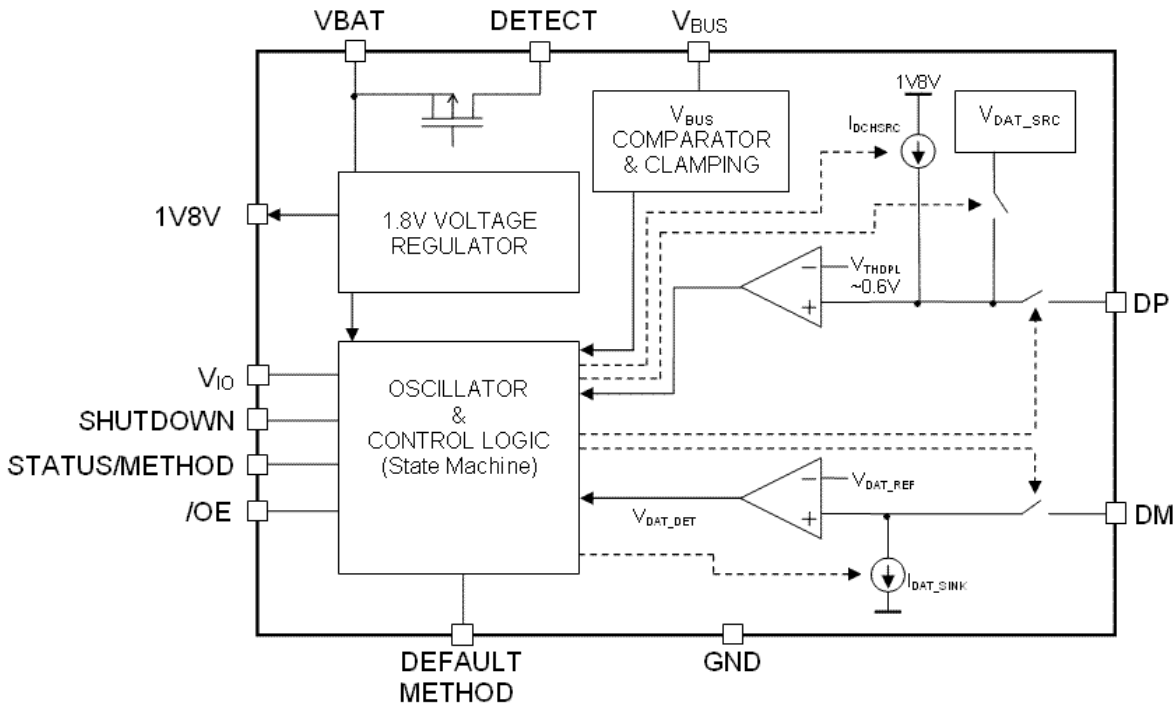 VBAT
DETECT
VBUS
1V8V
IDCHSRC
VDAT_SRC
VBUS
COMPARATOR
& CLAMPING
1V8V
1.8V VOLTAGE
REGULATOR
VTHDPL
~0.6V
DP
VIO
SHUTDOWN
STATUS/METHOD
/OE
OSCILLATOR
&
CONTROL LOGIC
(State Machine)
VDAT_REF
VDAT_DET
DM
IDAT_SINK
DEFAULT
METHOD
GND